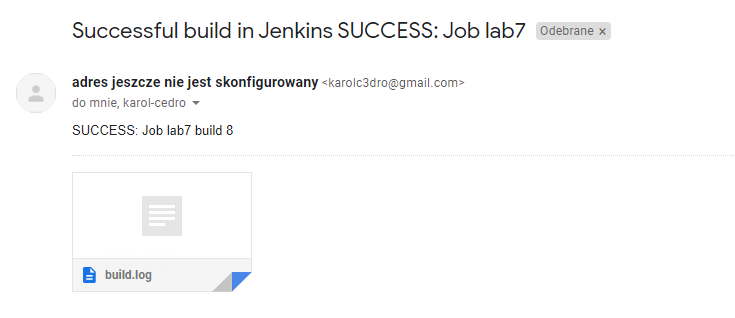 Successful build in Jenkins SUCCESS: Job lab7 Odebrane ×
adres jeszcze nie jest skonfigurowany <karolc3dro@gmail.com>
do mnie, karol-cedro
SUCCESS: Job lab7 build 8
build.log